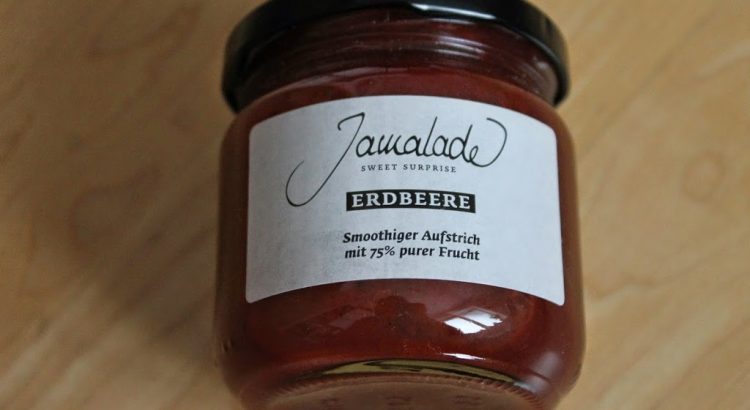 Jamalade
SWEET SURPRISE
ERDBEERE
Smoothiger Aufstrich
mit 75% purer Frucht